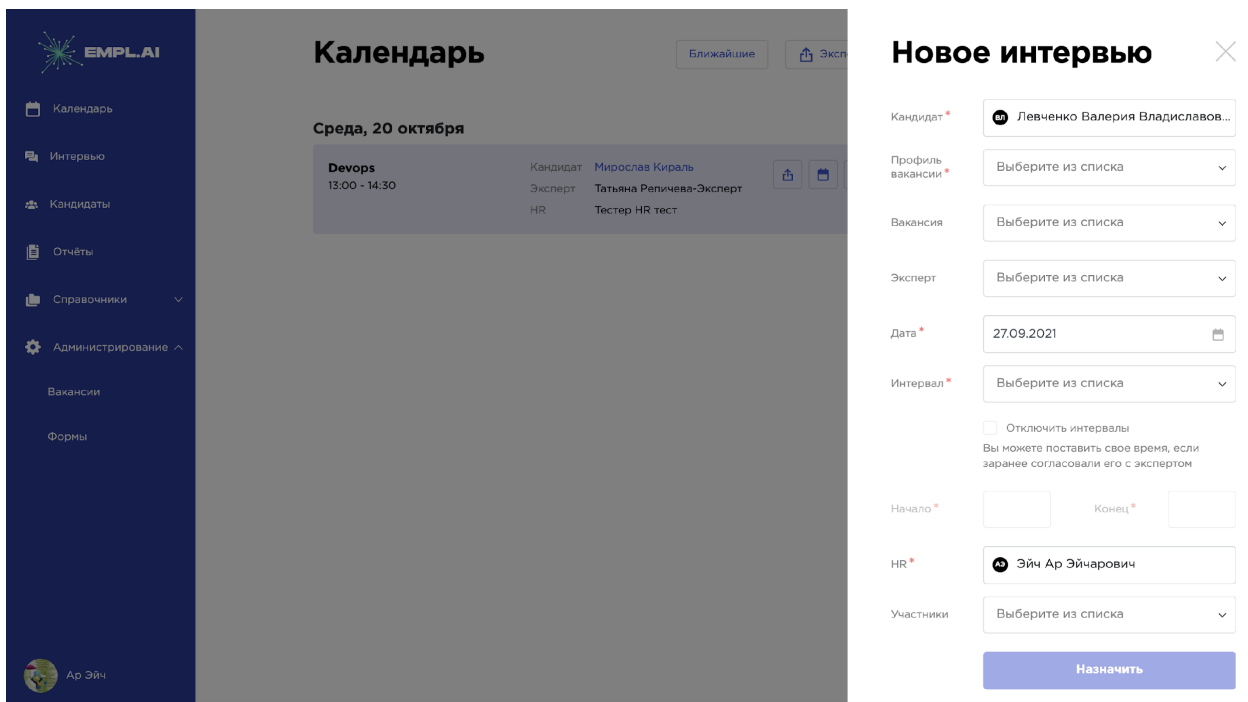 EMPL.AI
Календарь
Интервью
Кандидаты
Отчёты
Справочники
Администрирование
Вакансии
Формы
Ар Эйч
Календарь
Ближайшие
Эксп
Среда, 20 октября
Devops
13:00 - 14:30
Кандидат Мирослав Кираль
Эксперт Татьяна Репичева-Эксперт
HR Тестер HR тест
Новое интервью
Кандидат* ВЛ Левченко Валерия Владиславов...
Профиль
вакансии* Выберите из списка
Вакансия Выберите из списка
Эксперт Выберите из списка
Дата* 27.09.2021
Интервал* Выберите из списка
Отключить интервалы
Вы можете поставить свое время, если
заранее согласовали его с экспертом
Начало* Конец*
HR* АЭ Эйч Ар Эйчарович
Участники Выберите из списка
Назначить